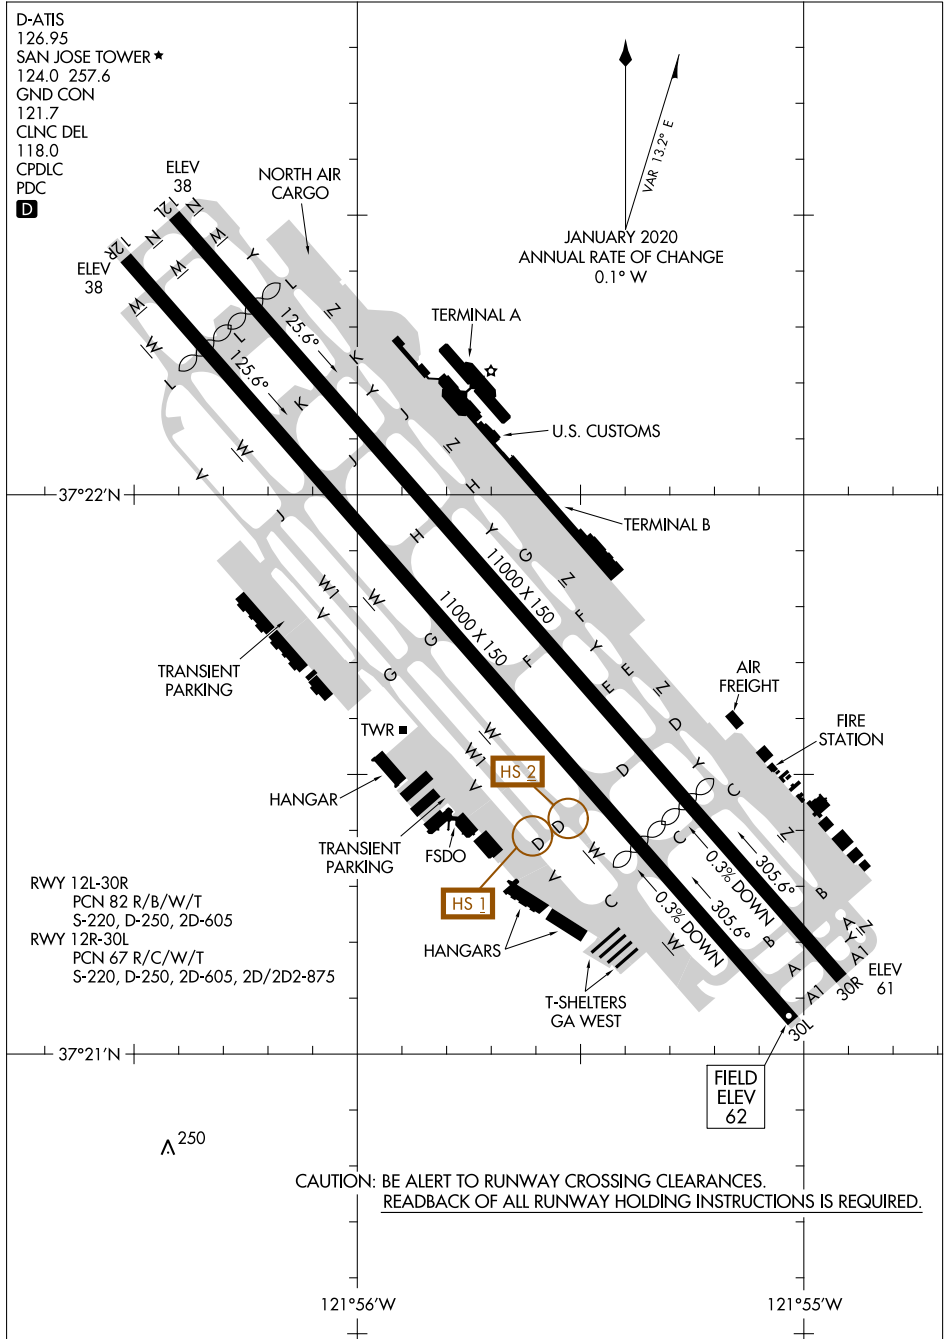 D-ATIS
126.95
SAN JOSE TOWER ★
124.0 257.6
GND CON
121.7
CLNC DEL
118.0
CPDLC
PDC
D
VAR 13.2° E
JANUARY 2020
ANNUAL RATE OF CHANGE
0.1° W
ELEV
38
12L
NORTH AIR
CARGO
N
W
Y
L
Z
12R
N
W
W
W
L
ELEV
38
L
L
125.6°
125.6°
K
K
Y
J
J
Z
TERMINAL A
U.S. CUSTOMS
TERMINAL B
37°22'N
V
W
J
H
H
Y
G
Z
F
Y
E
E
Z
D
Y
C
Z
W1
W
V
11000 X 150
11000 X 150
G
G
F
D
TRANSIENT
PARKING
TWR
W
W1
V
AIR
FREIGHT
FIRE
STATION
HS 2
HANGAR
TRANSIENT
PARKING
FSDO
D
D
W
V
C
C
HS 1
HANGARS
RWY 12L-30R
PCN 82 R/B/W/T
S-220, D-250, 2D-605
RWY 12R-30L
PCN 67 R/C/W/T
S-220, D-250, 2D-605, 2D/2D2-875
305.6°
0.3% DOWN
305.6°
0.3% DOWN
W
B
B
A
A
Z
Y
A1
A1
30R
ELEV
61
30L
T-SHELTERS
GA WEST
37°21'N
FIELD
ELEV
62
250
CAUTION: BE ALERT TO RUNWAY CROSSING CLEARANCES.
READBACK OF ALL RUNWAY HOLDING INSTRUCTIONS IS REQUIRED.
121°56'W
121°55'W